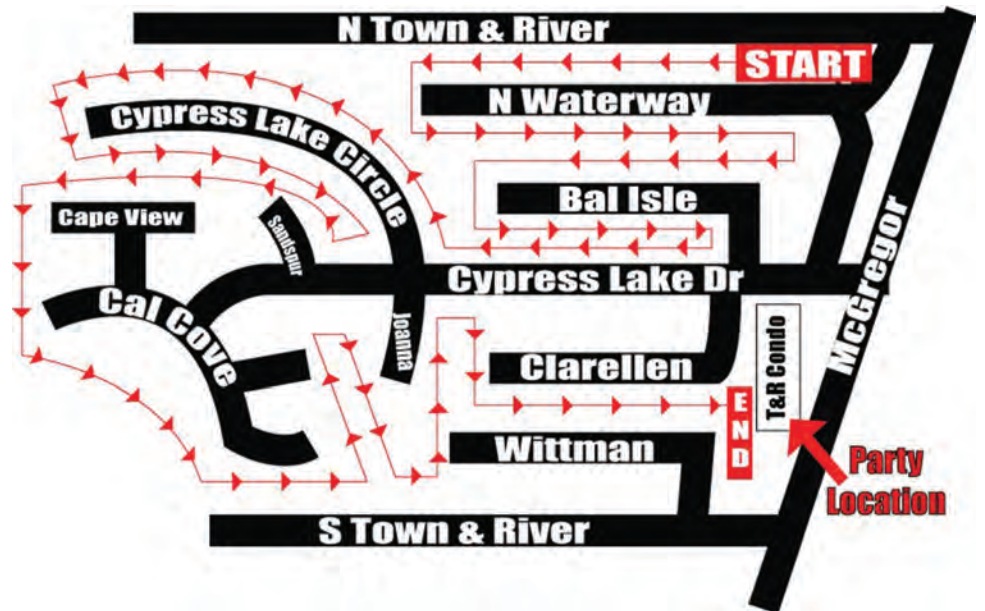 N Town & River
START
N Waterway
Cypress Lake Circle
Bal Isle
Cape View
Sandspur
McGregor
Cypress Lake Dr
Cal Cove
Joanna
Clarellen
T&R Condo
END
Wittman
Party
Location
S Town & River